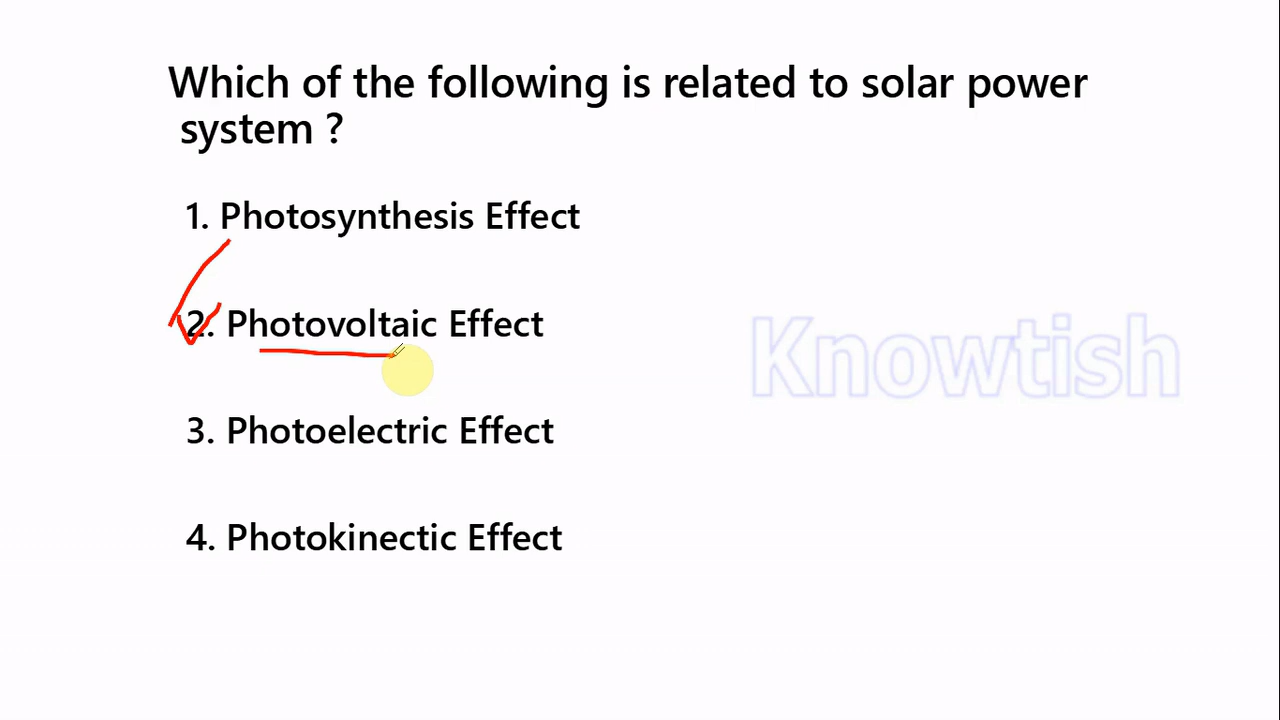 Which of the following is related to solar power
system ?
1. Photosynthesis Effect
2. Photovoltaic Effect
Knowtish
3. Photoelectric Effect
4. Photokinectic Effect